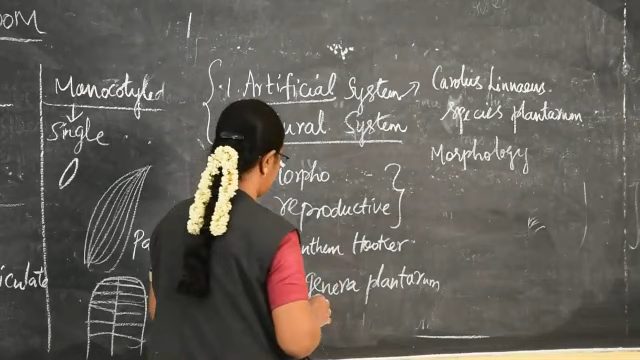 OOM
Monocotyled
Single
Pa
iculate
1. Artificial System → Carolus Linnaeus.
Species plantarum
ural System
Morphology
orpho
reproductive
nthem Hooker
genera plantarum